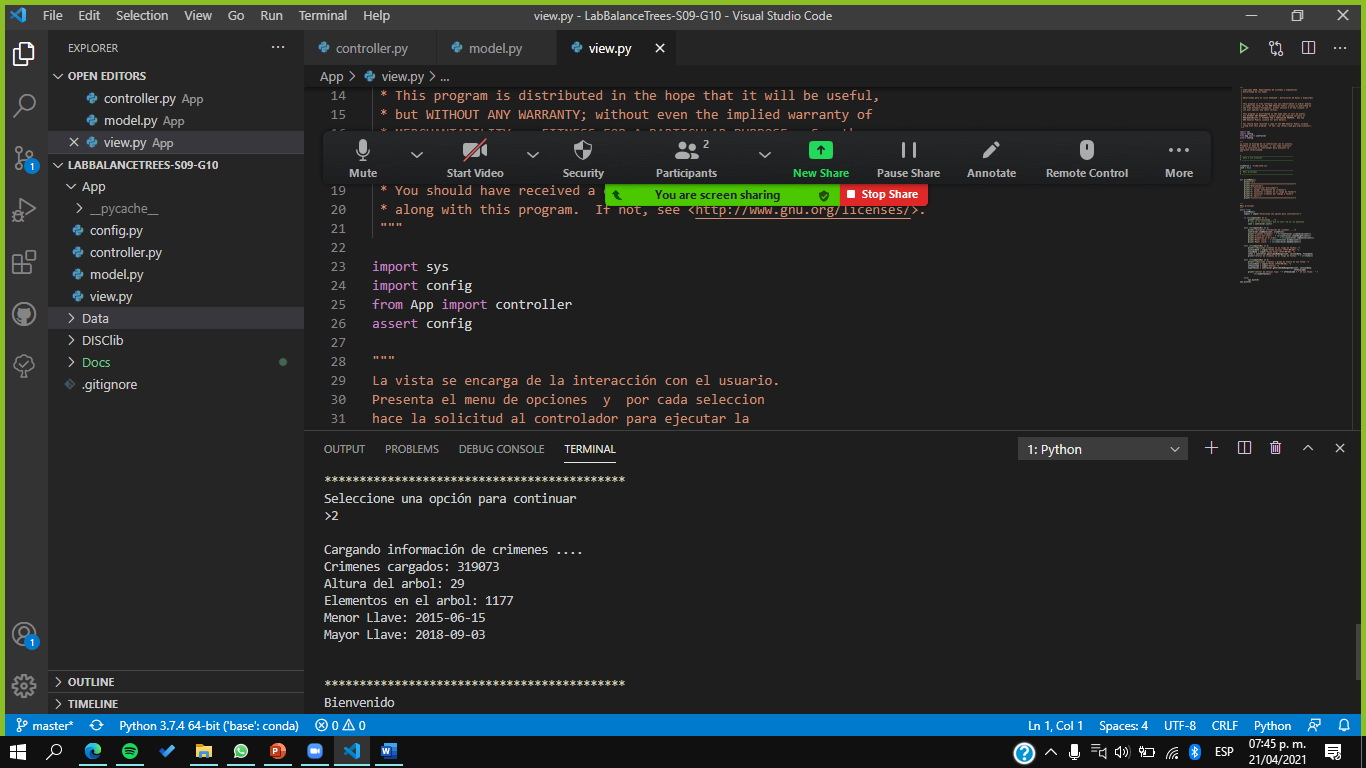 File Edit Selection View Go Run Terminal Help
view.py - LabBalanceTrees-S09-G10 - Visual Studio Code
EXPLORER
OPEN EDITORS
controller.py App
model.py App
view.py App
LABBALANCETREES-S09-G10
App
__pycache__
config.py
controller.py
model.py
view.py
Data
DISClib
Docs
.gitignore
OUTLINE
TIMELINE
controller.py model.py view.py
App > view.py > ...
14 * This program is distributed in the hope that it will be useful,
15 * but WITHOUT ANY WARRANTY; without even the implied warranty of
Mute Start Video Security Participants 2 New Share Pause Share Annotate Remote Control More
You are screen sharing Stop Share
19 * You should have received a
20 * along with this program. If not, see <http://www.gnu.org/licenses/>.
21 """
22
23 import sys
24 import config
25 from App import controller
26 assert config
27
28 """
29 La vista se encarga de la interacción con el usuario.
30 Presenta el menu de opciones y por cada seleccion
31 hace la solicitud al controlador para ejecutar la
OUTPUT PROBLEMS DEBUG CONSOLE TERMINAL
1: Python
*******************************************
Seleccione una opción para continuar
>2
Cargando información de crimenes ....
Crimenes cargados: 319073
Altura del arbol: 29
Elementos en el arbol: 1177
Menor Llave: 2015-06-15
Mayor Llave: 2018-09-03
*******************************************
Bienvenido
1
1
master* Python 3.7.4 64-bit ('base': conda) 0 0
Ln 1, Col 1 Spaces: 4 UTF-8 CRLF Python
ESP
07:45 p. m.
21/04/2021